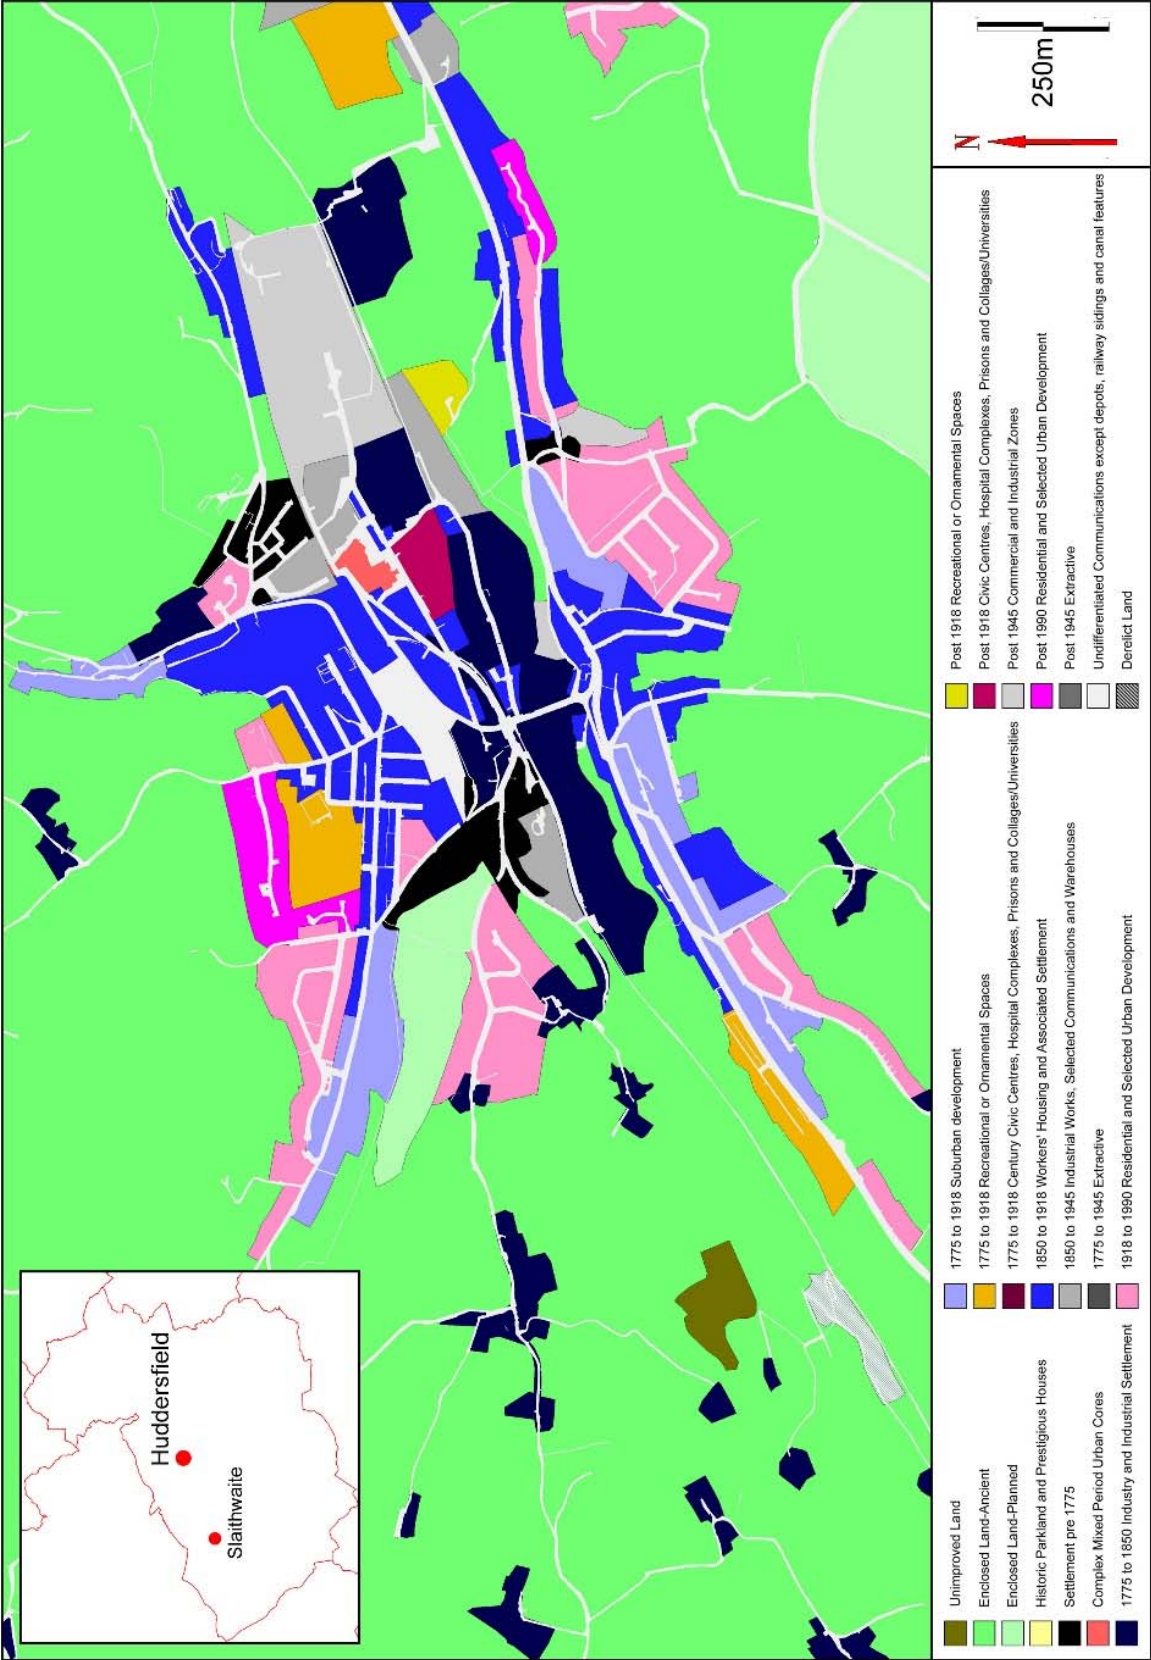 Huddersfield
Slaithwaite
Unimproved Land
Enclosed Land-Ancient
Enclosed Land-Planned
Historic Parkland and Prestigious Houses
Settlement pre 1775
Complex Mixed Period Urban Cores
1775 to 1850 Industry and Industrial Settlement
1775 to 1918 Suburban development
1775 to 1918 Recreational or Ornamental Spaces
1775 to 1918 Century Civic Centres, Hospital Complexes, Prisons and Collages/Universities
1850 to 1918 Workers' Housing and Associated Settlement
1850 to 1945 Industrial Works, Selected Communications and Warehouses
1775 to 1945 Extractive
1918 to 1990 Residential and Selected Urban Development
Post 1918 Recreational or Ornamental Spaces
Post 1918 Civic Centres, Hospital Complexes, Prisons and Collages/Universities
Post 1945 Commercial and Industrial Zones
Post 1990 Residential and Selected Urban Development
Post 1945 Extractive
Undifferentiated Communications except depots, railway sidings and canal features
Derelict Land
N
250m